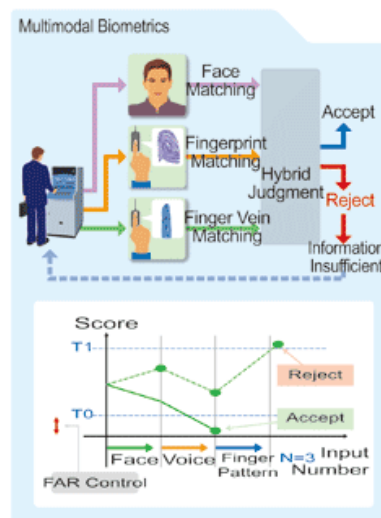 Multimodal Biometrics
Face
Matching
Accept
Fingerprint
Matching
Hybrid
Judgment
Reject
Finger Vein
Matching
Information
Insufficient
Score
T1
Reject
T0
Accept
Face Voice Finger Pattern N=3 Input Number
FAR Control